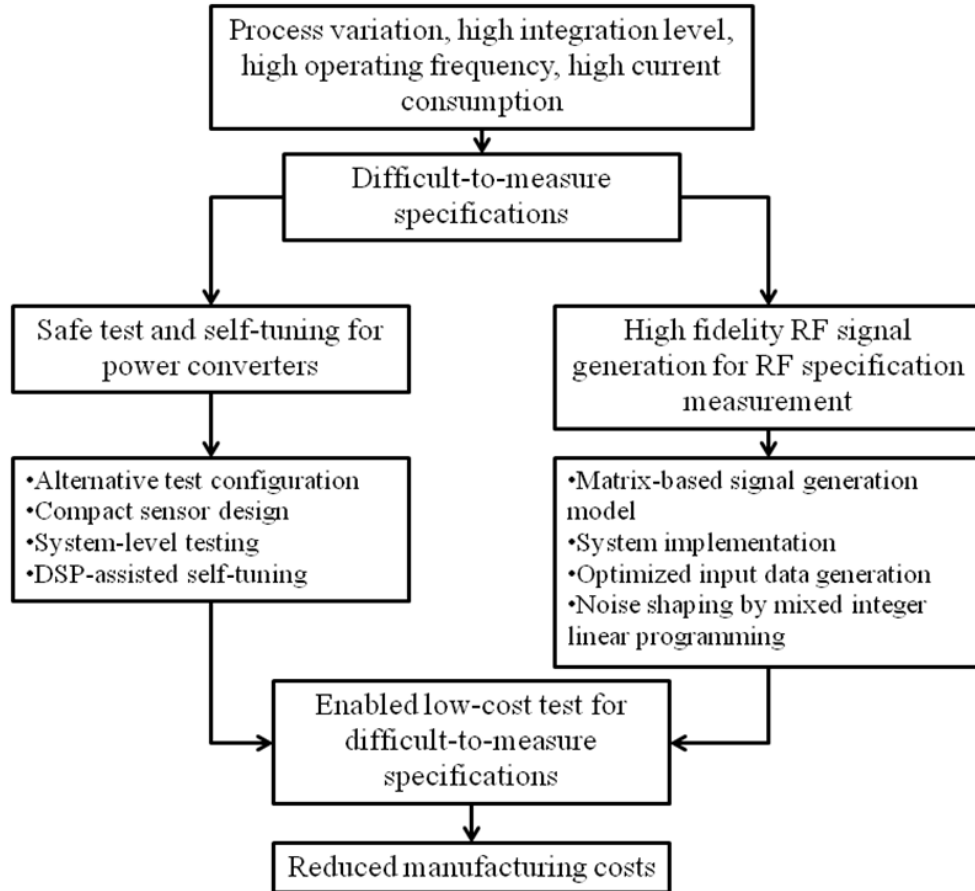 Process variation, high integration level,
high operating frequency, high current
consumption
Difficult-to-measure
specifications
Safe test and self-tuning for
power converters
High fidelity RF signal
generation for RF specification
measurement
•Alternative test configuration
•Compact sensor design
•System-level testing
•DSP-assisted self-tuning
•Matrix-based signal generation
model
•System implementation
•Optimized input data generation
•Noise shaping by mixed integer
linear programming
Enabled low-cost test for
difficult-to-measure
specifications
Reduced manufacturing costs